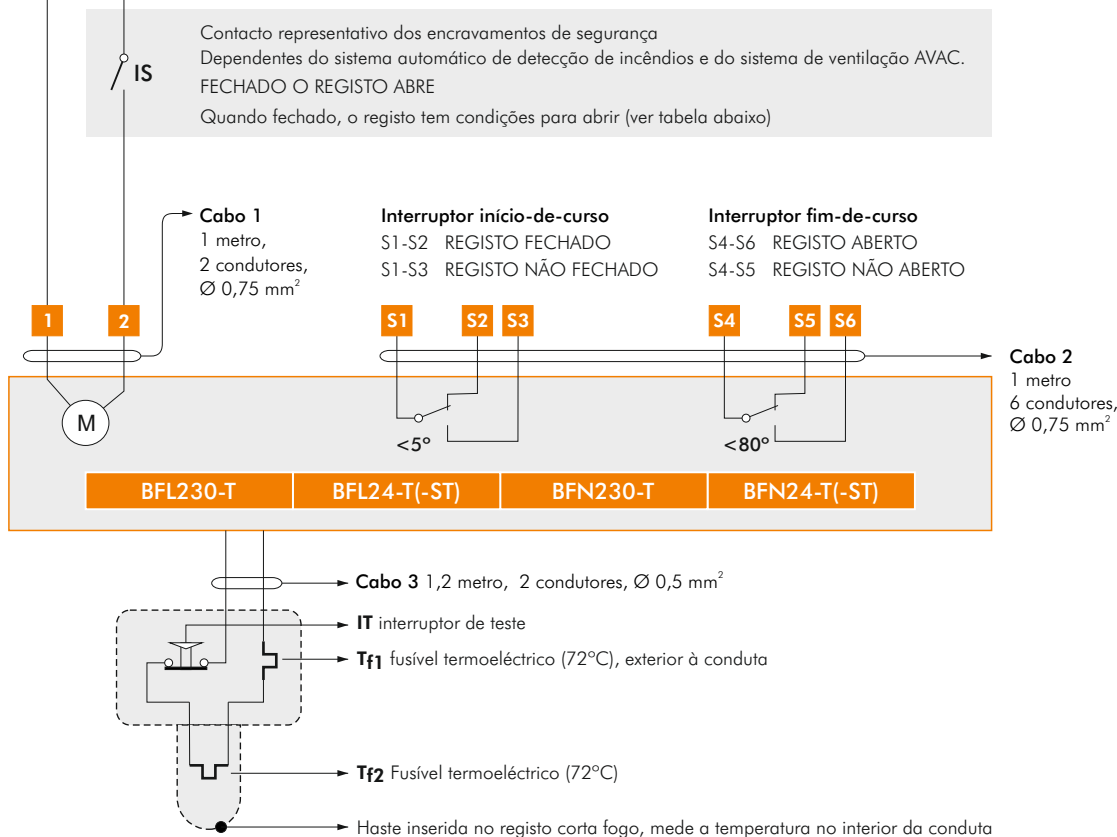 Contacto representativo dos encravamentos de segurança
Dependentes do sistema automático de detecção de incêndios e do sistema de ventilação AVAC.
IS
FECHADO O REGISTO ABRE
Quando fechado, o registo tem condições para abrir (ver tabela abaixo)
Cabo 1
1 metro,
2 condutores,
Ø 0,75 mm²
Interruptor início-de-curso
S1-S2 REGISTO FECHADO
S1-S3 REGISTO NÃO FECHADO
Interruptor fim-de-curso
S4-S6 REGISTO ABERTO
S4-S5 REGISTO NÃO ABERTO
1 2 S1 S2 S3 S4 S5 S6
Cabo 2
1 metro
6 condutores,
Ø 0,75 mm²
M
<5º
<80º
BFL230-T BFL24-T(-ST) BFN230-T BFN24-T(-ST)
Cabo 3 1,2 metro, 2 condutores, Ø 0,5 mm²
IT interruptor de teste
Tf1 fusível termoeléctrico (72ºC), exterior à conduta
Tf2 Fusível termoeléctrico (72ºC)
Haste inserida no registo corta fogo, mede a temperatura no interior da conduta